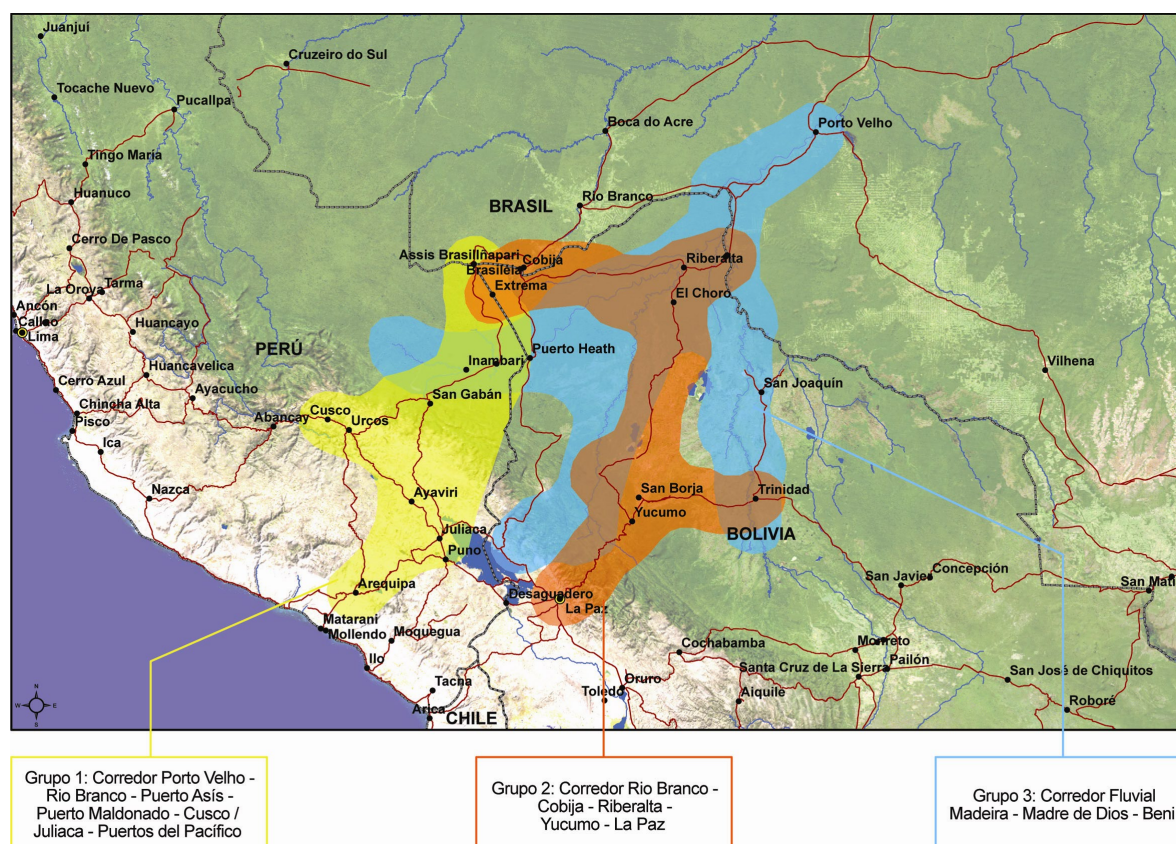 Juanjuí
Cruzeiro do Sul
Tocache Nuevo
Pucallpa
Boca do Acre
Porto Velho
Tingo María
Huanuco
Rio Branco
BRASIL
Cerro De Pasco
Assis Brasil
Iñapari
Cobija
Riberalta
Extrema
La Oroya
Tarma
El Choro
Ancón
Callao
Lima
Huancayo
PERÚ
Puerto Heath
Inambari
Vilhena
Huancavelica
Cerro Azul
Ayacucho
San Joaquín
San Gabán
Chincha Alta
Cusco
Abancay
Urcos
Pisco
Ica
Nazca
Ayaviri
San Borja
Trinidad
Yucumo
BOLIVIA
Juliaca
Puno
Concepción
San Javier
San Mati
Arequipa
Desaguadero
La Paz
Matarani
Mollendo
Moquegua
Cochabamba
Montero
Santa Cruz de La Sierra
Pailón
Ilo
San José de Chiquitos
Tacna
Toledo
Oruro
Aiquile
Roboré
Arica
CHILE
N
W
E
S
Grupo 1: Corredor Porto Velho -
Rio Branco - Puerto Asís -
Puerto Maldonado - Cusco /
Juliaca - Puertos del Pacífico
Grupo 2: Corredor Rio Branco -
Cobija - Riberalta -
Yucumo - La Paz
Grupo 3: Corredor Fluvial
Madeira - Madre de Dios - Beni